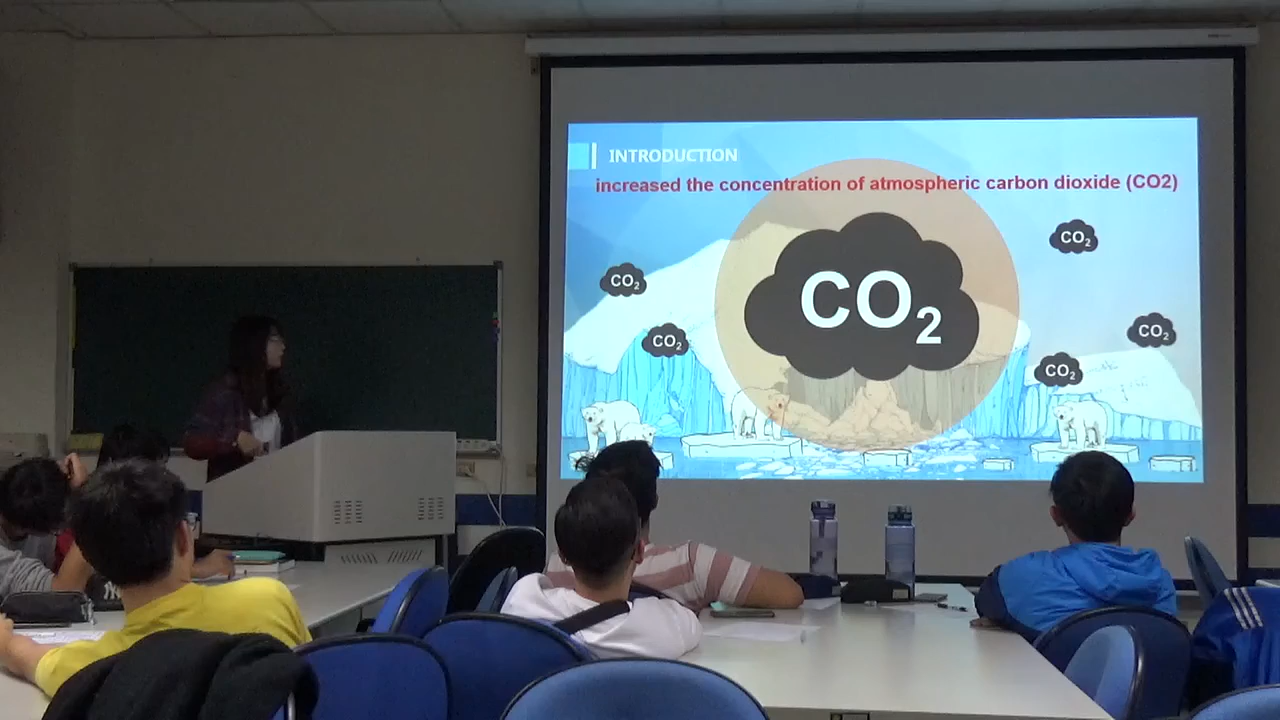 INTRODUCTION
increased the concentration of atmospheric carbon dioxide (CO2)
CO₂
CO₂
CO₂
CO₂
CO₂
CO₂